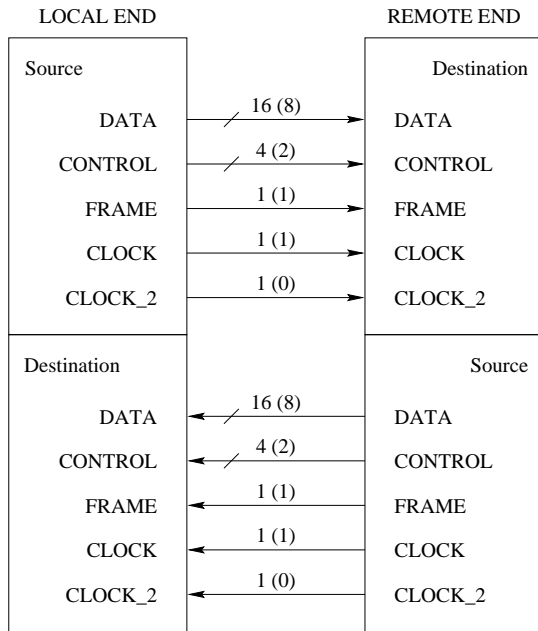 LOCAL END REMOTE END
Source Destination
DATA 16 (8) DATA
CONTROL 4 (2) CONTROL
FRAME 1 (1) FRAME
CLOCK 1 (1) CLOCK
CLOCK_2 1 (0) CLOCK_2
Destination Source
DATA 16 (8) DATA
CONTROL 4 (2) CONTROL
FRAME 1 (1) FRAME
CLOCK 1 (1) CLOCK
CLOCK_2 1 (0) CLOCK_2